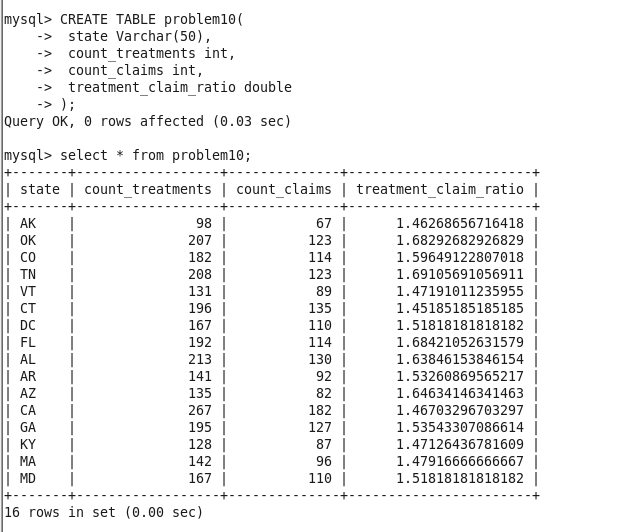 mysql> CREATE TABLE problem10(
    ->  state Varchar(50),
    ->  count_treatments int,
    ->  count_claims int,
    ->  treatment_claim_ratio double
    -> );
Query OK, 0 rows affected (0.03 sec)

mysql> select * from problem10;
+-------+------------------+--------------+-----------------------+
| state | count_treatments | count_claims | treatment_claim_ratio |
+-------+------------------+--------------+-----------------------+
| AK    |               98 |           67 |      1.46268656716418 |
| OK    |              207 |          123 |      1.68292682926829 |
| CO    |              182 |          114 |      1.59649122807018 |
| TN    |              208 |          123 |      1.69105691056911 |
| VT    |              131 |           89 |      1.47191011235955 |
| CT    |              196 |          135 |      1.45185185185185 |
| DC    |              167 |          110 |      1.51818181818182 |
| FL    |              192 |          114 |      1.68421052631579 |
| AL    |              213 |          130 |      1.63846153846154 |
| AR    |              141 |           92 |      1.53260869565217 |
| AZ    |              135 |           82 |      1.64634146341463 |
| CA    |              267 |          182 |      1.46703296703297 |
| GA    |              195 |          127 |      1.53543307086614 |
| KY    |              128 |           87 |      1.47126436781609 |
| MA    |              142 |           96 |      1.47916666666667 |
| MD    |              167 |          110 |      1.51818181818182 |
+-------+------------------+--------------+-----------------------+
16 rows in set (0.00 sec)